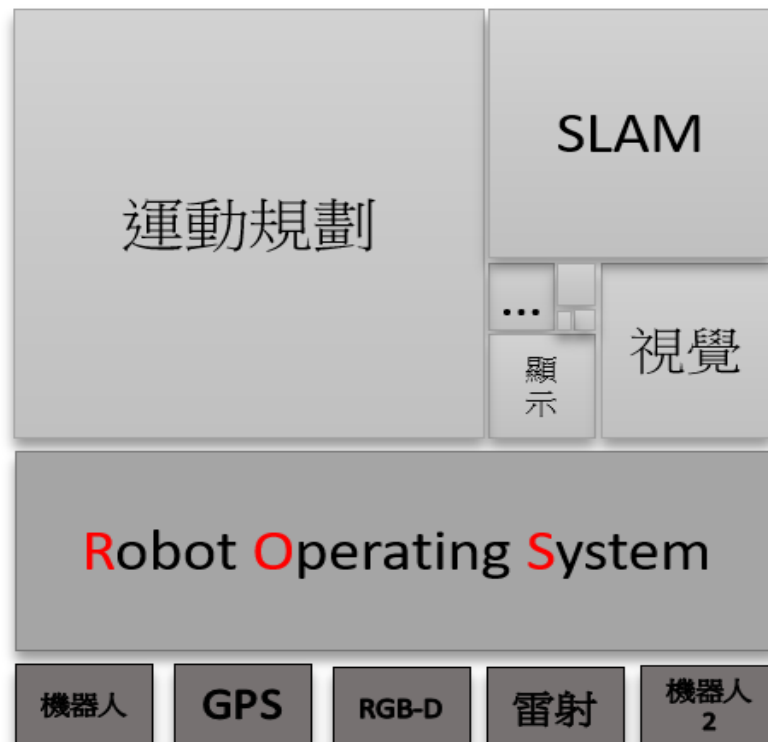 運動規劃
SLAM
...
視覺
顯
示
Robot Operating System
機器人
GPS
RGB-D
雷射
機器人
2